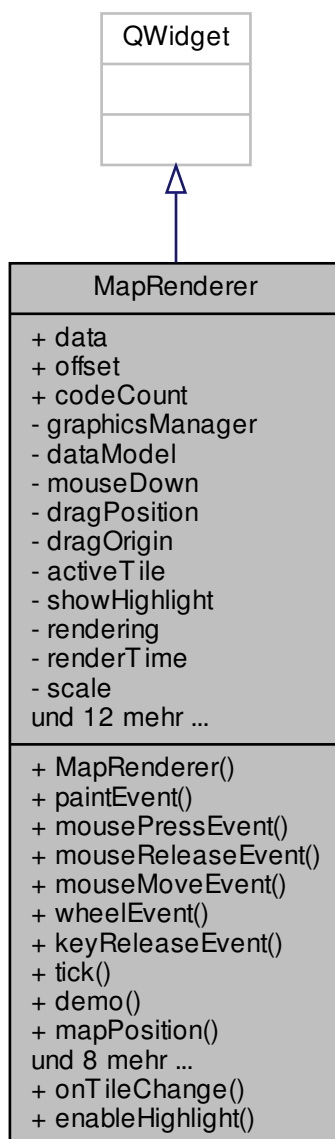 QWidget
MapRenderer
+ data
+ offset
+ codeCount
- graphicsManager
- dataModel
- mouseDown
- dragPosition
- dragOrigin
- activeTile
- showHighlight
- rendering
- renderTime
- scale
und 12 mehr ...
+ MapRenderer()
+ paintEvent()
+ mousePressEvent()
+ mouseReleaseEvent()
+ mouseMoveEvent()
+ wheelEvent()
+ keyReleaseEvent()
+ tick()
+ demo()
+ mapPosition()
und 8 mehr ...
+ onTileChange()
+ enableHighlight()